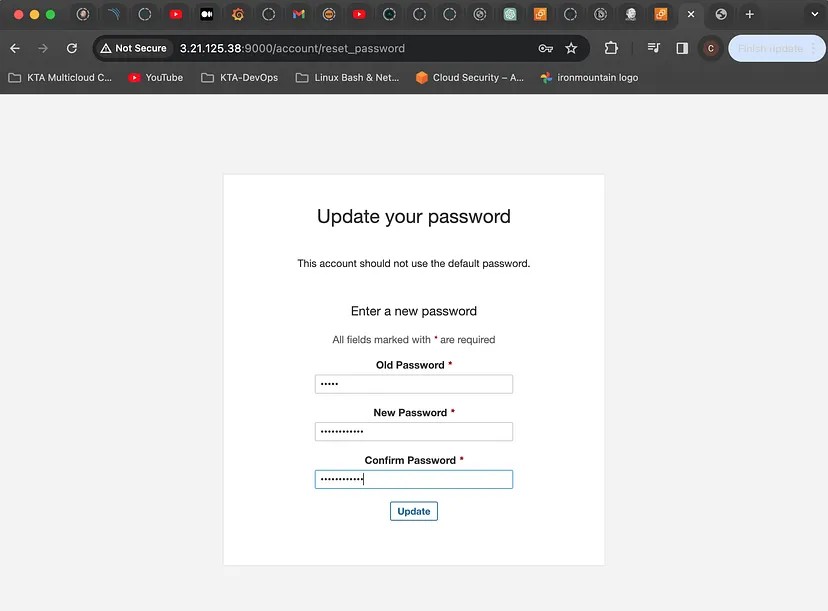 Not Secure 3.21.125.38:9000/account/reset_password C Finish update
KTA Multicloud C... YouTube KTA-DevOps Linux Bash & Net... Cloud Security – A... ironmountain logo
Update your password
This account should not use the default password.
Enter a new password
All fields marked with * are required
Old Password *
•••••
New Password *
••••••••••••
Confirm Password *
••••••••••••
Update